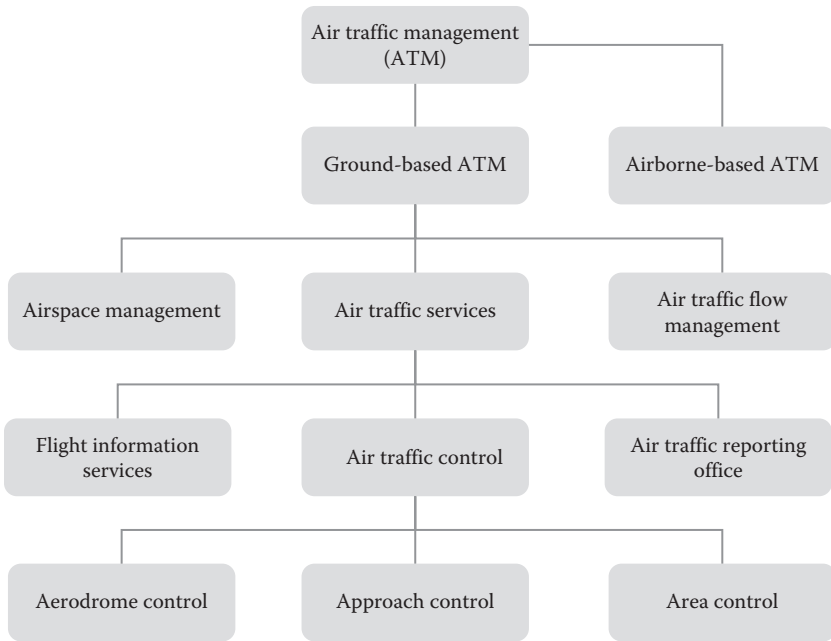 Air traffic management
(ATM)
Ground-based ATM
Airborne-based ATM
Airspace management
Air traffic services
Air traffic flow
management
Flight information
services
Air traffic control
Air traffic reporting
office
Aerodrome control
Approach control
Area control